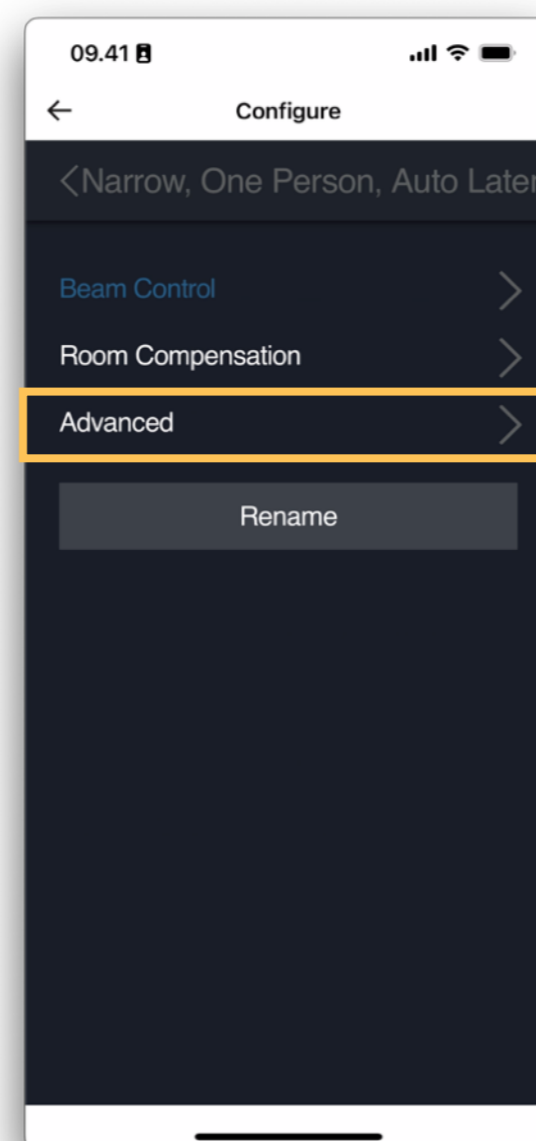 09.41
Configure
Narrow, One Person, Auto Later
Beam Control
Room Compensation
Advanced
Rename